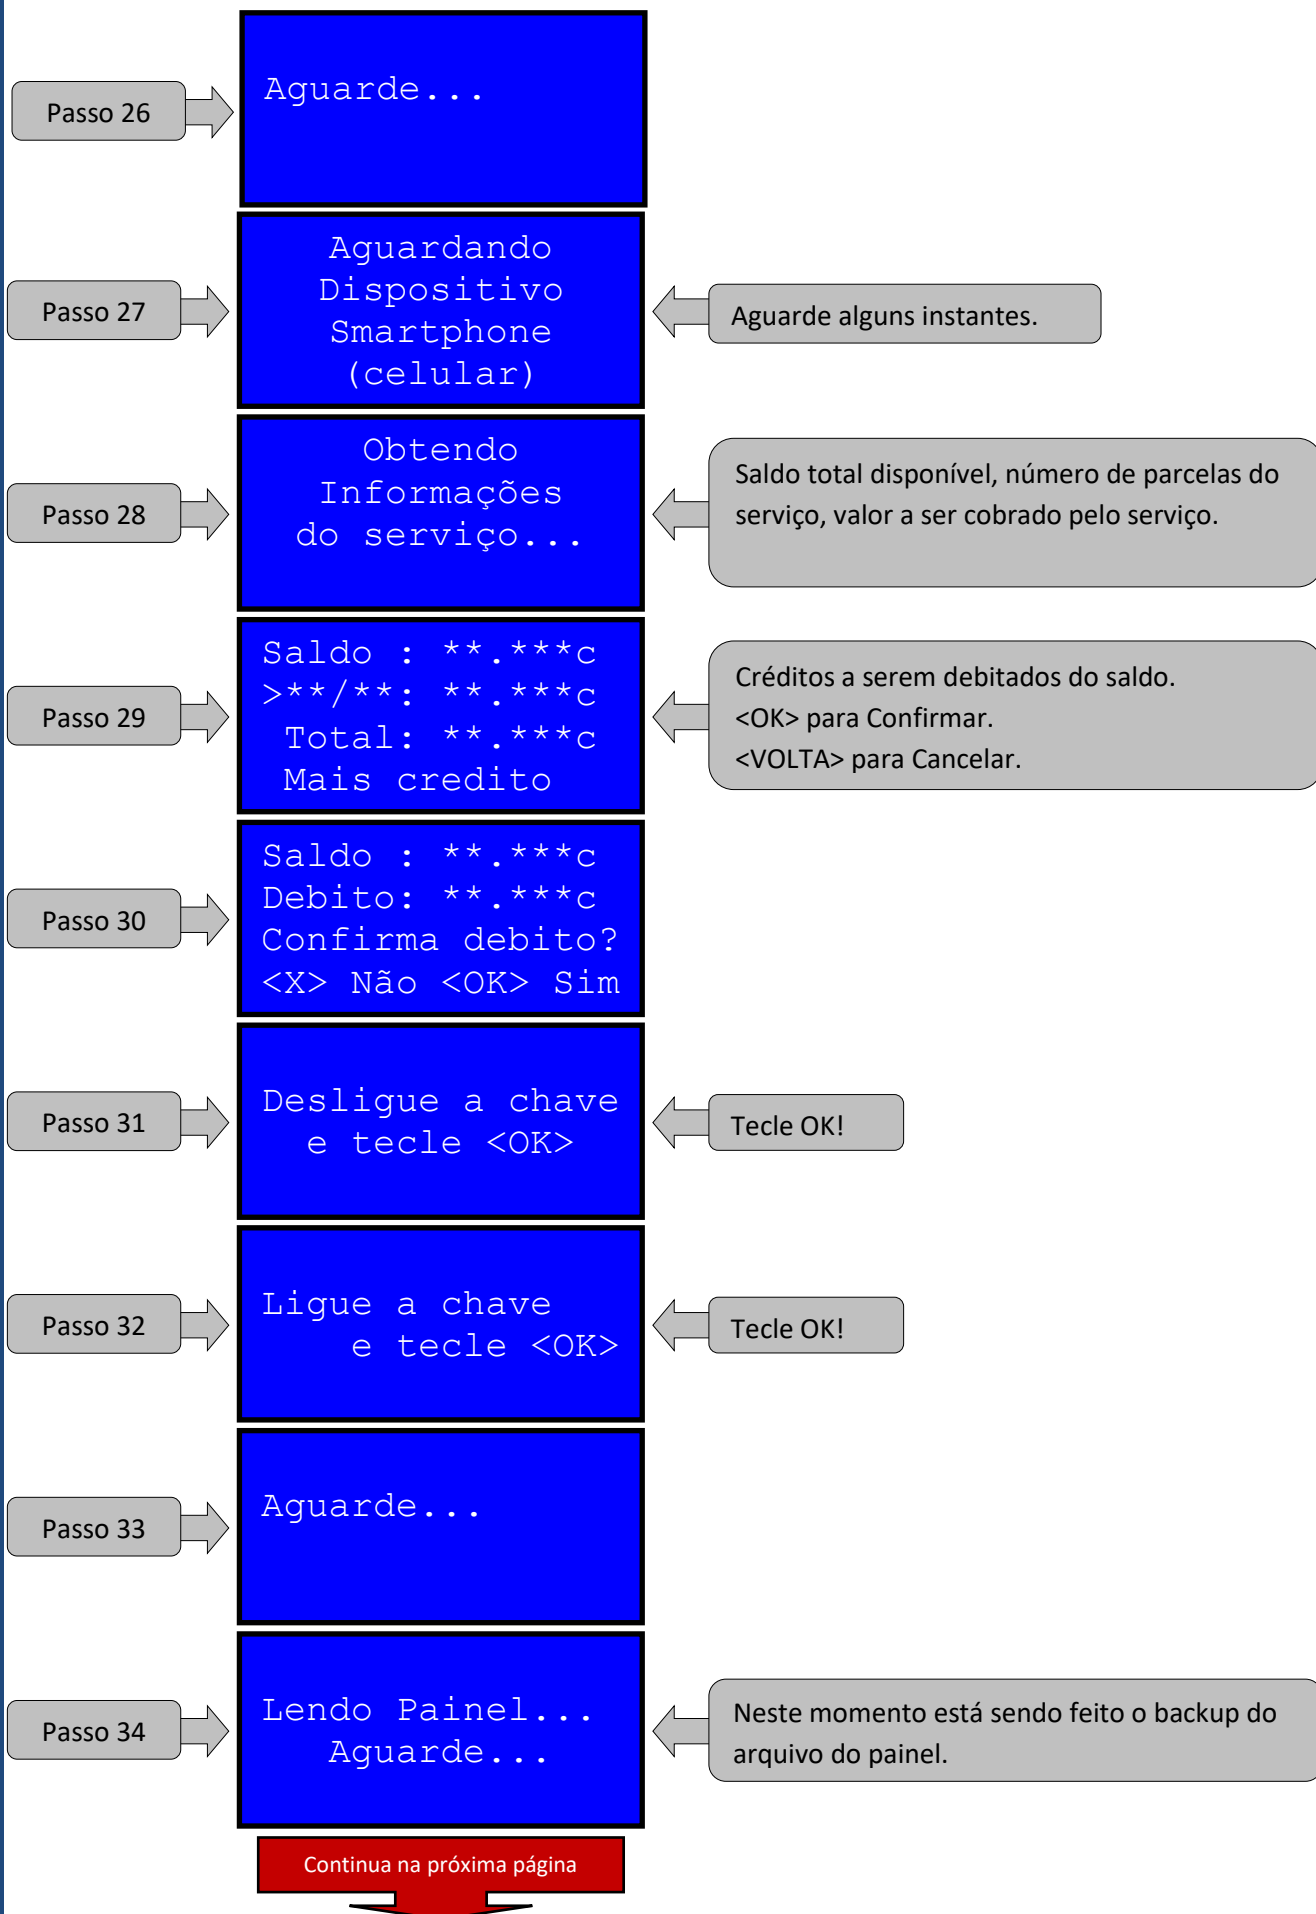 Passo 26
Aguarde...
Passo 27
Aguardando
Dispositivo
Smartphone
(celular)
Aguarde alguns instantes.
Passo 28
Obtendo
Informações
do serviço...
Saldo total disponível, número de parcelas do
serviço, valor a ser cobrado pelo serviço.
Passo 29
Saldo : **.***c
>**/**: **.***c
Total: **.***c
Mais credito
Créditos a serem debitados do saldo.
<OK> para Confirmar.
<VOLTA> para Cancelar.
Passo 30
Saldo : **.***c
Debito: **.***c
Confirma debito?
<X> Não <OK> Sim
Passo 31
Desligue a chave
e tecle <OK>
Tecle OK!
Passo 32
Ligue a chave
e tecle <OK>
Tecle OK!
Passo 33
Aguarde...
Passo 34
Lendo Painel...
Aguarde...
Neste momento está sendo feito o backup do
arquivo do painel.
Continua na próxima página